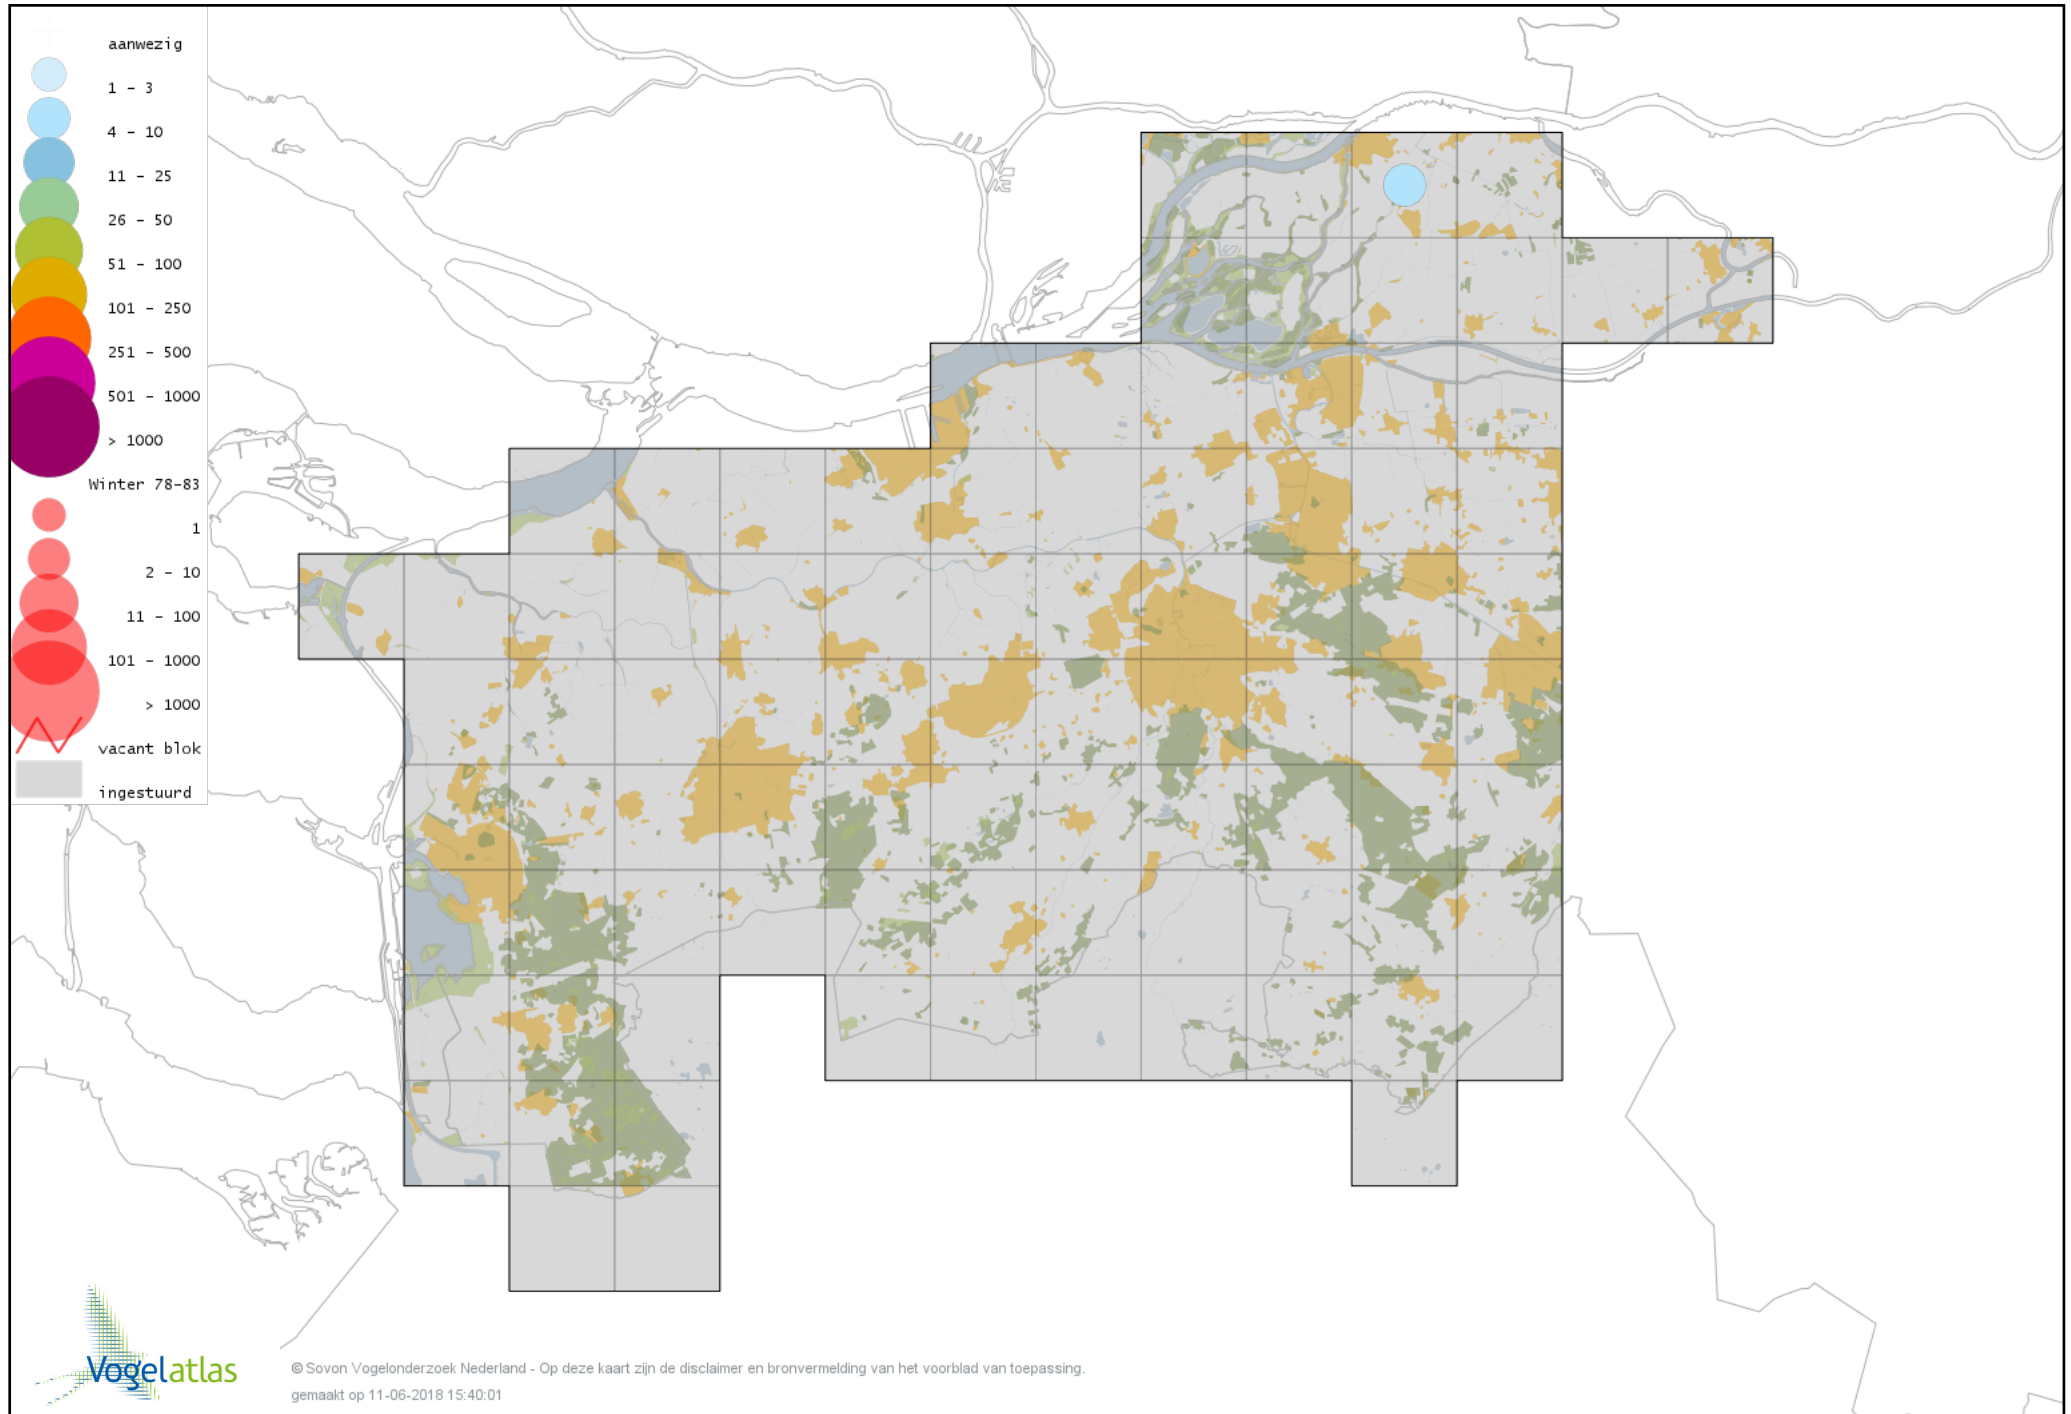 aanwezig
1 - 3
4 - 10
11 - 25
26 - 50
51 - 100
101 - 250
251 - 500
501 - 1000
> 1000
Winter 78-83
1
2 - 10
11 - 100
101 - 1000
> 1000
vacant blok
ingestuurd
Vogelatlas
© Sovon Vogelonderzoek Nederland - Op deze kaart zijn de disclaimer en bronvermelding van het voorblad van toepassing.
gemaakt op 11-06-2018 15:40:01